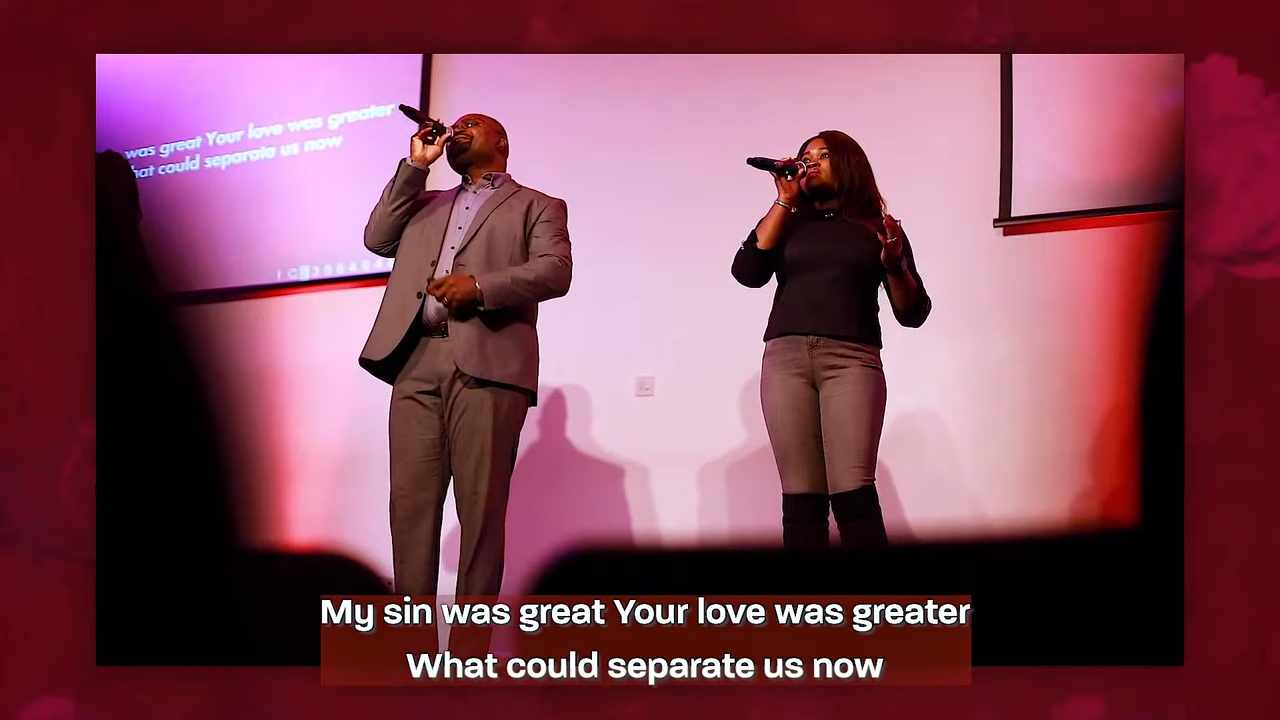 was great Your love was greater
hat could separate us now
My sin was great Your love was greater
What could separate us now